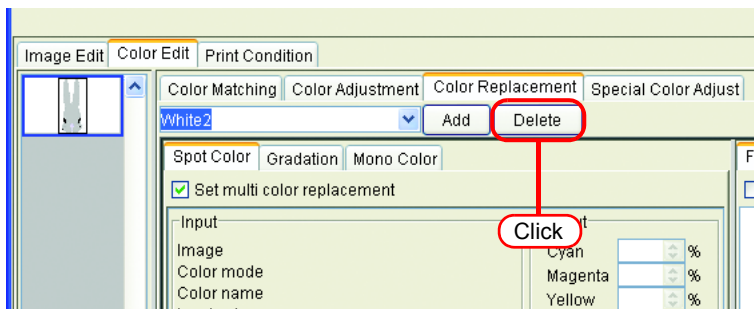 Image Edit Color Edit Print Condition
Color Matching Color Adjustment Color Replacement Special Color Adjust
White2 Add Delete
Spot Color Gradation Mono Color F
Set multi color replacement
Input
Click
Image Cyan %
Color mode Magenta %
Color name Yellow %